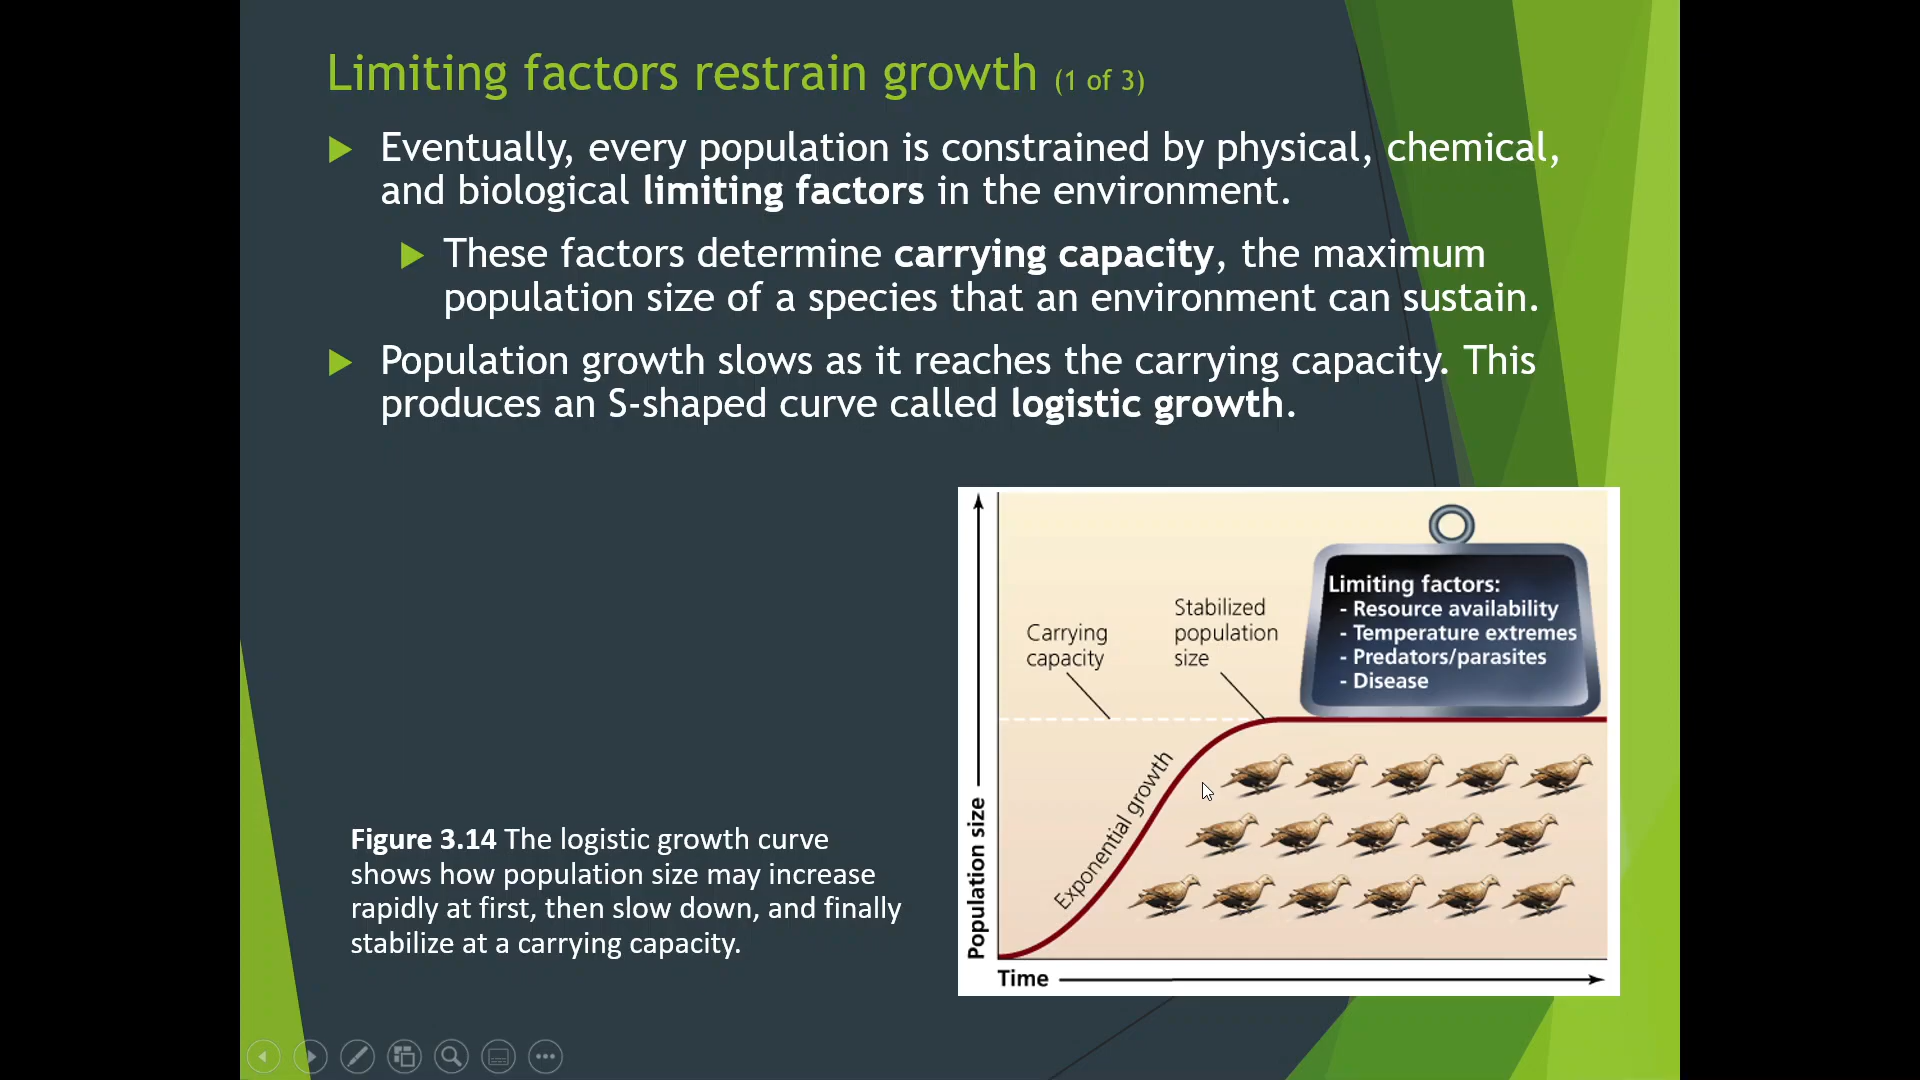 Limiting factors restrain growth (1 of 3)
Eventually, every population is constrained by physical, chemical,
and biological limiting factors in the environment.
These factors determine carrying capacity, the maximum
population size of a species that an environment can sustain.
Population growth slows as it reaches the carrying capacity. This
produces an S-shaped curve called logistic growth.
Figure 3.14 The logistic growth curve
shows how population size may increase
rapidly at first, then slow down, and finally
stabilize at a carrying capacity.
Population size
Carrying
capacity
Stabilized
population
size
Limiting factors:
- Resource availability
- Temperature extremes
- Predators/parasites
- Disease
Exponential growth
Time